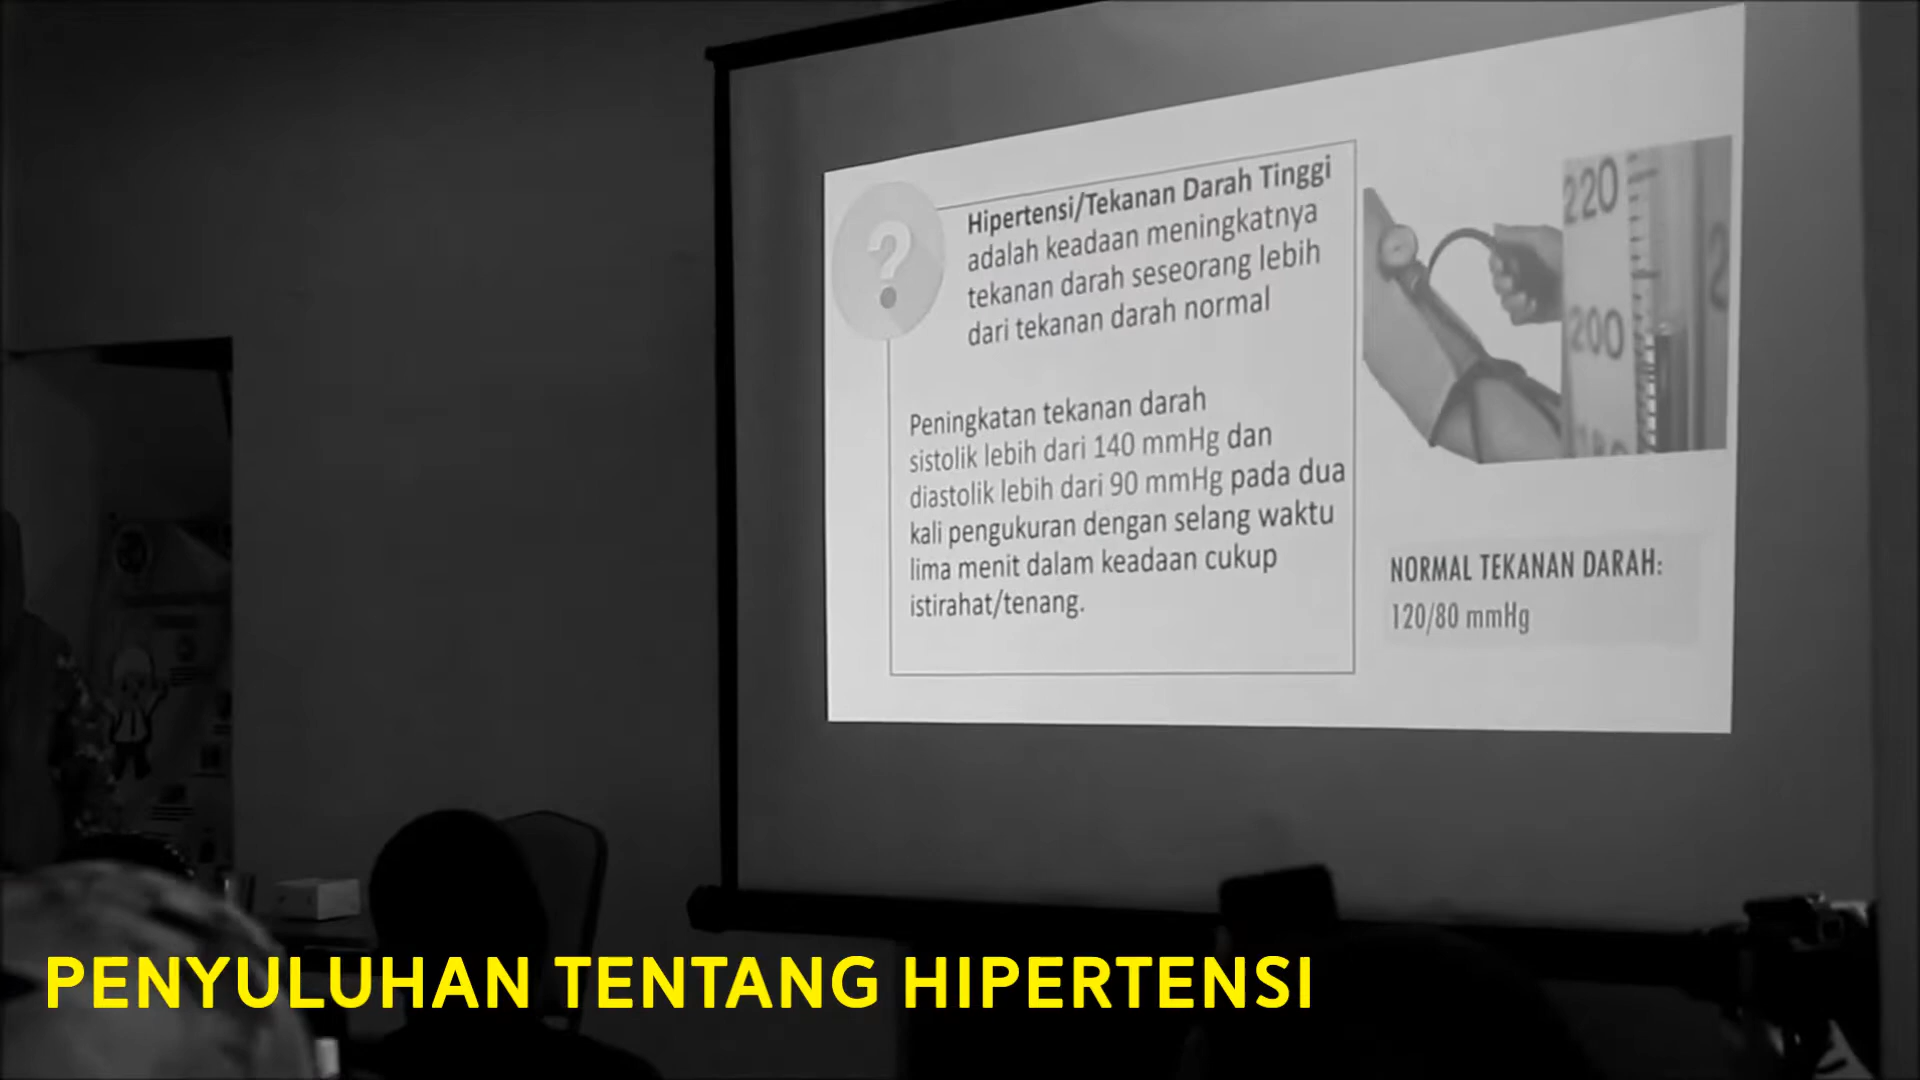 Hipertensi/Tekanan Darah Tinggi
adalah keadaan meningkatnya
tekanan darah seseorang lebih
dari tekanan darah normal
Peningkatan tekanan darah
sistolik lebih dari 140 mmHg dan
diastolik lebih dari 90 mmHg pada dua
kali pengukuran dengan selang waktu
lima menit dalam keadaan cukup
istirahat/tenang.
?
220
200
2
NORMAL TEKANAN DARAH:
120/80 mmHg
PENYULUHAN TENTANG HIPERTENSI